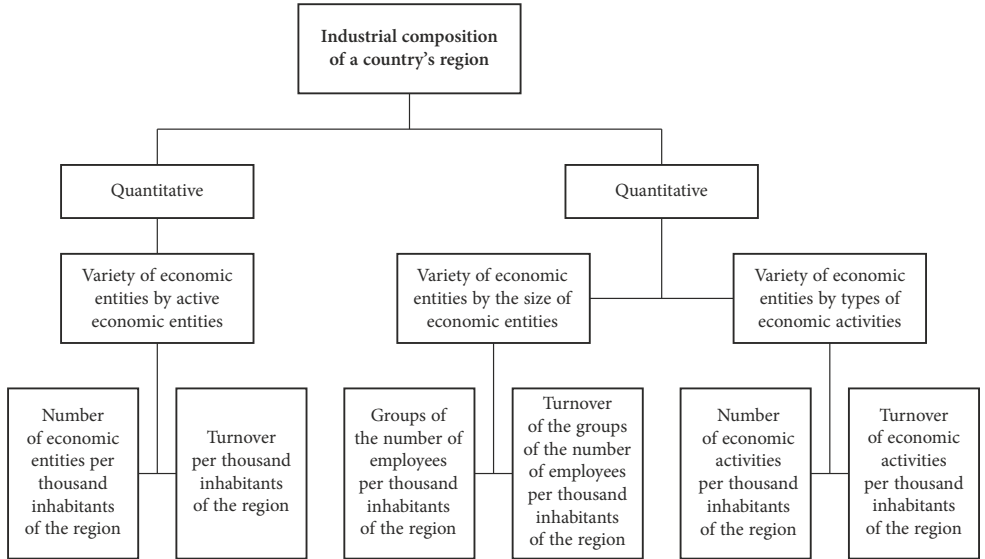 Industrial composition
of a country's region
Quantitative
Quantitative
Variety of economic
entities by active
economic entities
Variety of economic
entities by the size of
economic entities
Variety of economic
entities by types of
economic activities
Number
of economic
entities per
thousand
inhabitants
of the region
Turnover
per thousand
inhabitants
of the region
Groups of
the number of
employees
per thousand
inhabitants
of the region
Turnover
of the groups
of the number
of employees
per thousand
inhabitants
of the region
Number
of economic
activities
per thousand
inhabitants
of the region
Turnover
of economic
activities
per thousand
inhabitants
of the region